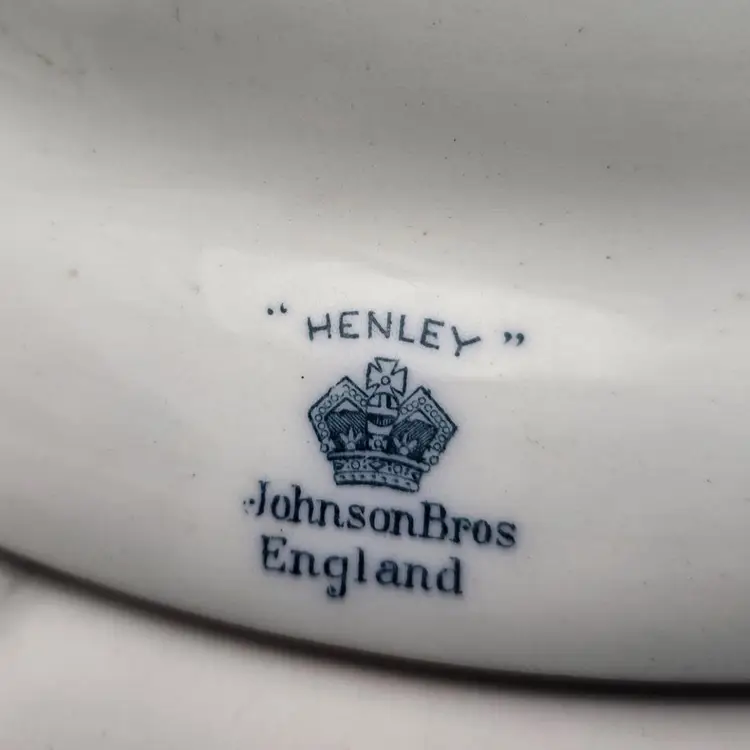 “ HENLEY ”
JohnsonBros
England